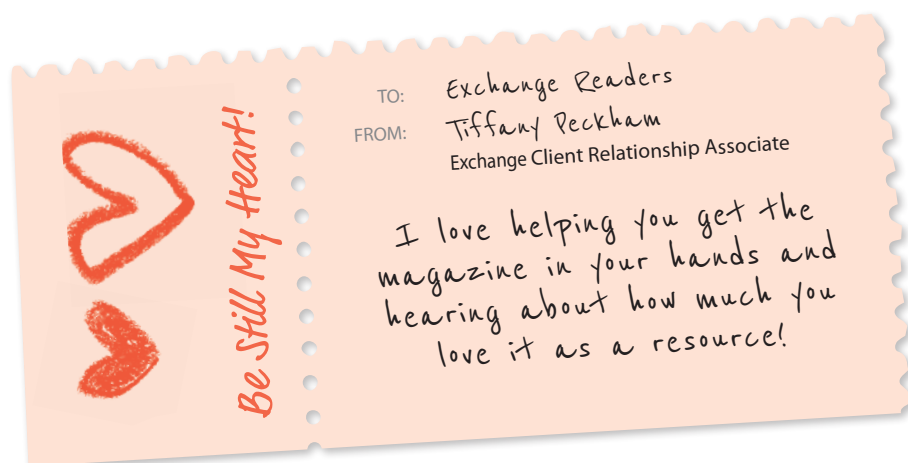 Be Still My Heart!
TO: Exchange Readers
FROM: Tiffany Peckham
Exchange Client Relationship Associate
I love helping you get the
magazine in your hands and
hearing about how much you
love it as a resource!